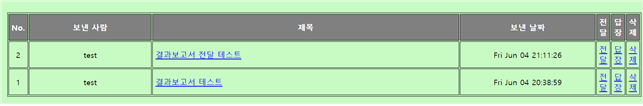 No. 보낸 사람 제목 보낸 날짜 전달 답장 삭제
2 test 결과보고서 전달 테스트 Fri Jun 04 21:11:26 전달 답장 삭제
1 test 결과보고서 테스트 Fri Jun 04 20:38:59 전달 답장 삭제